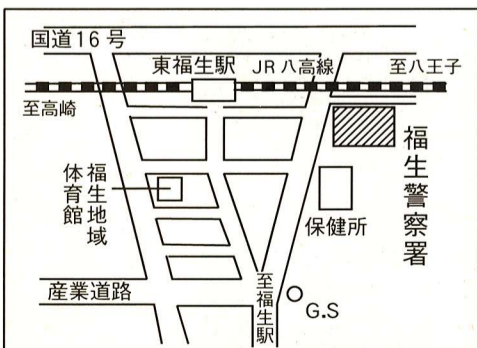 国道16号
東福生駅
JR八高線
至八王子
至高崎
福生警察署
福生地域
体育館
保健所
産業道路
至福生駅
G.S